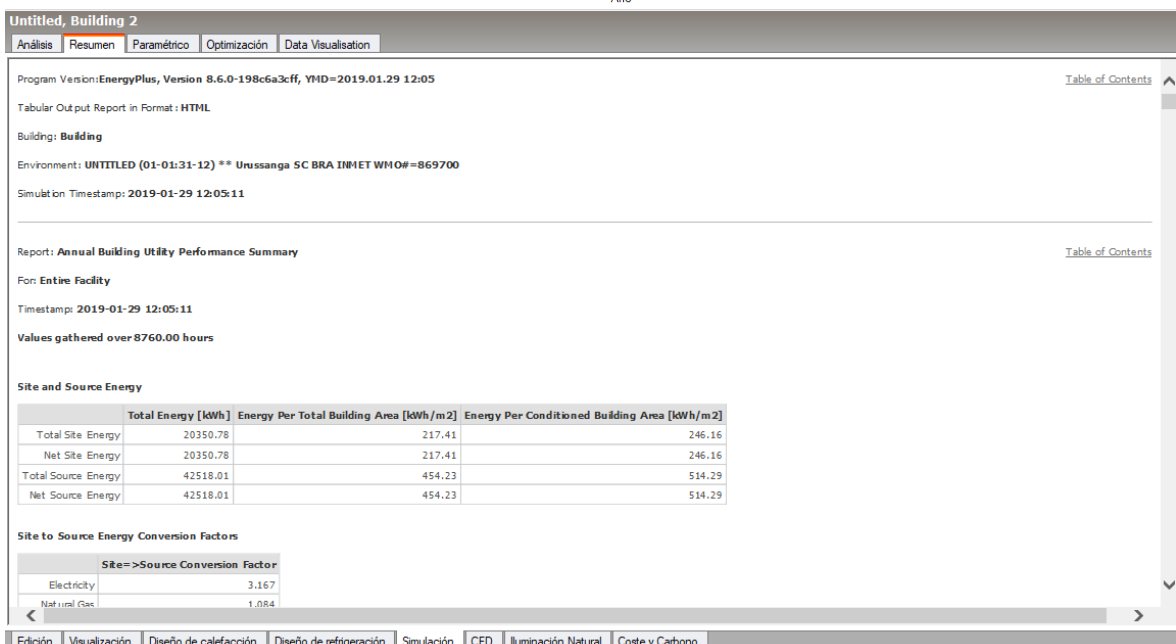 Untitled, Building 2
Análisis Resumen Paramétrico Optimización Data Visualisation
Program Version:EnergyPlus, Version 8.6.0-198c6a3cff, YMD=2019.01.29 12:05 Table of Contents
Tabular Output Report in Format: HTML
Building: Building
Environment: UNTITLED (01-01:31-12) ** Urussanga SC BRA INMET WMO#=869700
Simulation Timestamp: 2019-01-29 12:05:11
Report: Annual Building Utility Performance Summary Table of Contents
For: Entire Facility
Timestamp: 2019-01-29 12:05:11
Values gathered over 8760.00 hours
Site and Source Energy
Total Energy [kWh] Energy Per Total Building Area [kWh/m2] Energy Per Conditioned Building Area [kWh/m2]
Total Site Energy 20350.78 217.41 246.16
Net Site Energy 20350.78 217.41 246.16
Total Source Energy 42518.01 454.23 514.29
Net Source Energy 42518.01 454.23 514.29
Site to Source Energy Conversion Factors
Site=>Source Conversion Factor
Electricity 3.167
Natural Gas 1.084
Edición Visualización Diseño de calefacción Diseño de refrigeración Simulación CFD Iluminación Natural Coste y Carbono